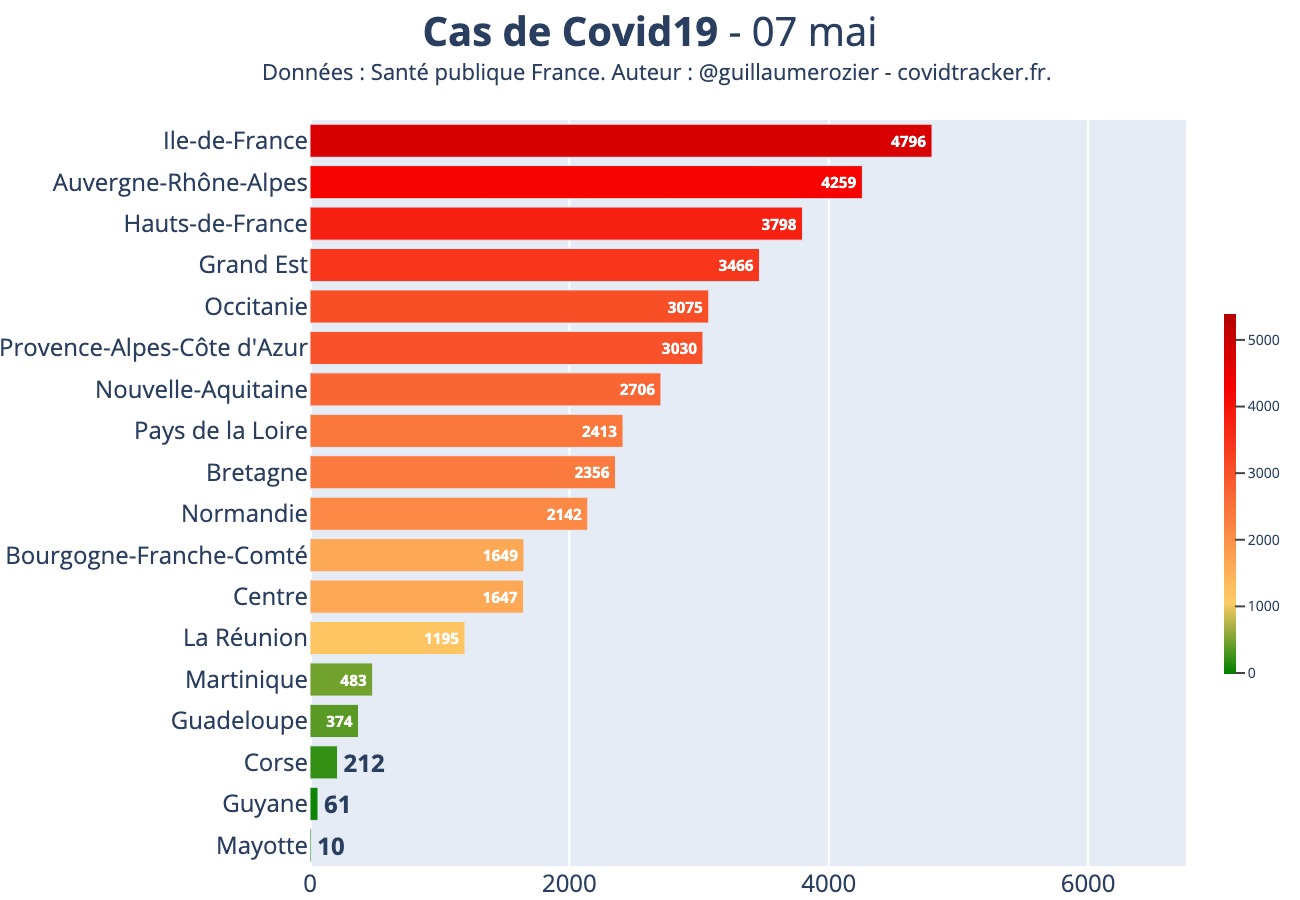 Cas de Covid19 - 07 mai
Données : Santé publique France. Auteur : @guillaumerozier - covidtracker.fr.
Ile-de-France 4796
Auvergne-Rhône-Alpes 4259
Hauts-de-France 3798
Grand Est 3466
Occitanie 3075
Provence-Alpes-Côte d'Azur 3030
Nouvelle-Aquitaine 2706
Pays de la Loire 2413
Bretagne 2356
Normandie 2142
Bourgogne-Franche-Comté 1649
Centre 1647
La Réunion 1195
Martinique 483
Guadeloupe 374
Corse 212
Guyane 61
Mayotte 10
0 2000 4000 6000
5000
4000
3000
2000
1000
0